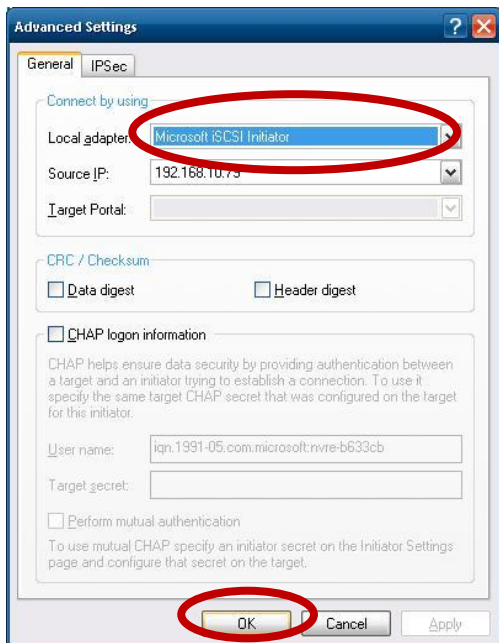 Advanced Settings
General IPSec
Connect by using
Local adapter: Microsoft iSCSI Initiator
Source IP: 192.168.10.79
Target Portal:
CRC / Checksum
Data digest Header digest
CHAP logon information
CHAP helps ensure data security by providing authentication between
a target and an initiator trying to establish a connection. To use it
specify the same target CHAP secret that was configured on the target
for this initiator.
User name: iqn.1991-05.com.microsoft:nvre-b633cb
Target secret:
Perform mutual authentication
To use mutual CHAP specify an initiator secret on the Initiator Settings
page and configure that secret on the target.
OK Cancel Apply